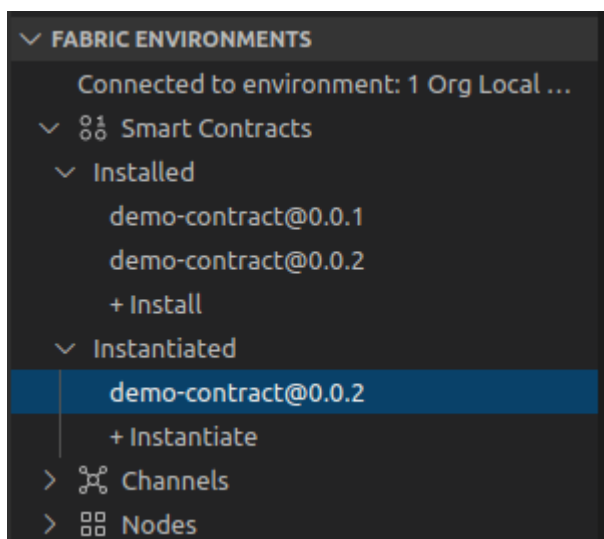 FABRIC ENVIRONMENTS
Connected to environment: 1 Org Local ...
Smart Contracts
Installed
demo-contract@0.0.1
demo-contract@0.0.2
+ Install
Instantiated
demo-contract@0.0.2
+ Instantiate
Channels
Nodes